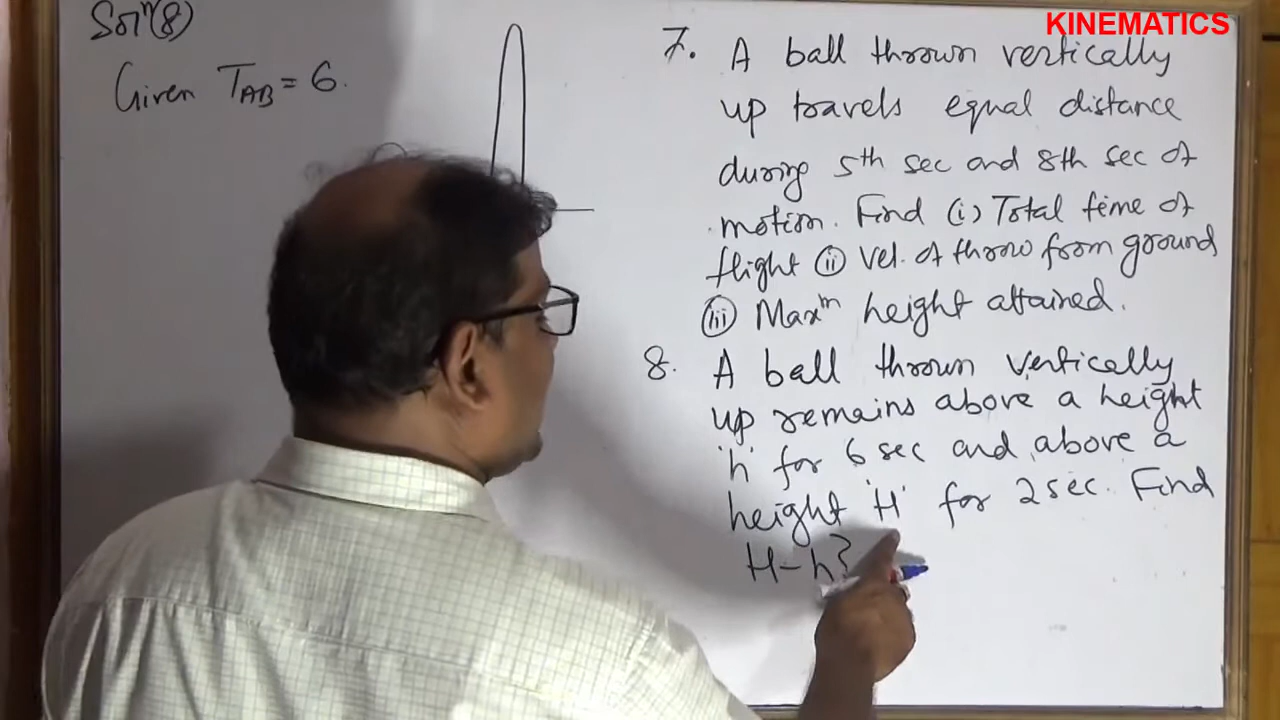 KINEMATICS
Solⁿ(8)
Given T_AB = 6.
7. A ball thrown vertically
up travels equal distance
during 5th sec and 8th sec of
motion. Find (i) Total time of
flight (ii) Vel. of throw from ground
(iii) Maxᵐ height attained.
8. A ball thrown vertically
up remains above a height
'h' for 6 sec and above a
height 'H' for 2 sec. Find
H-h?